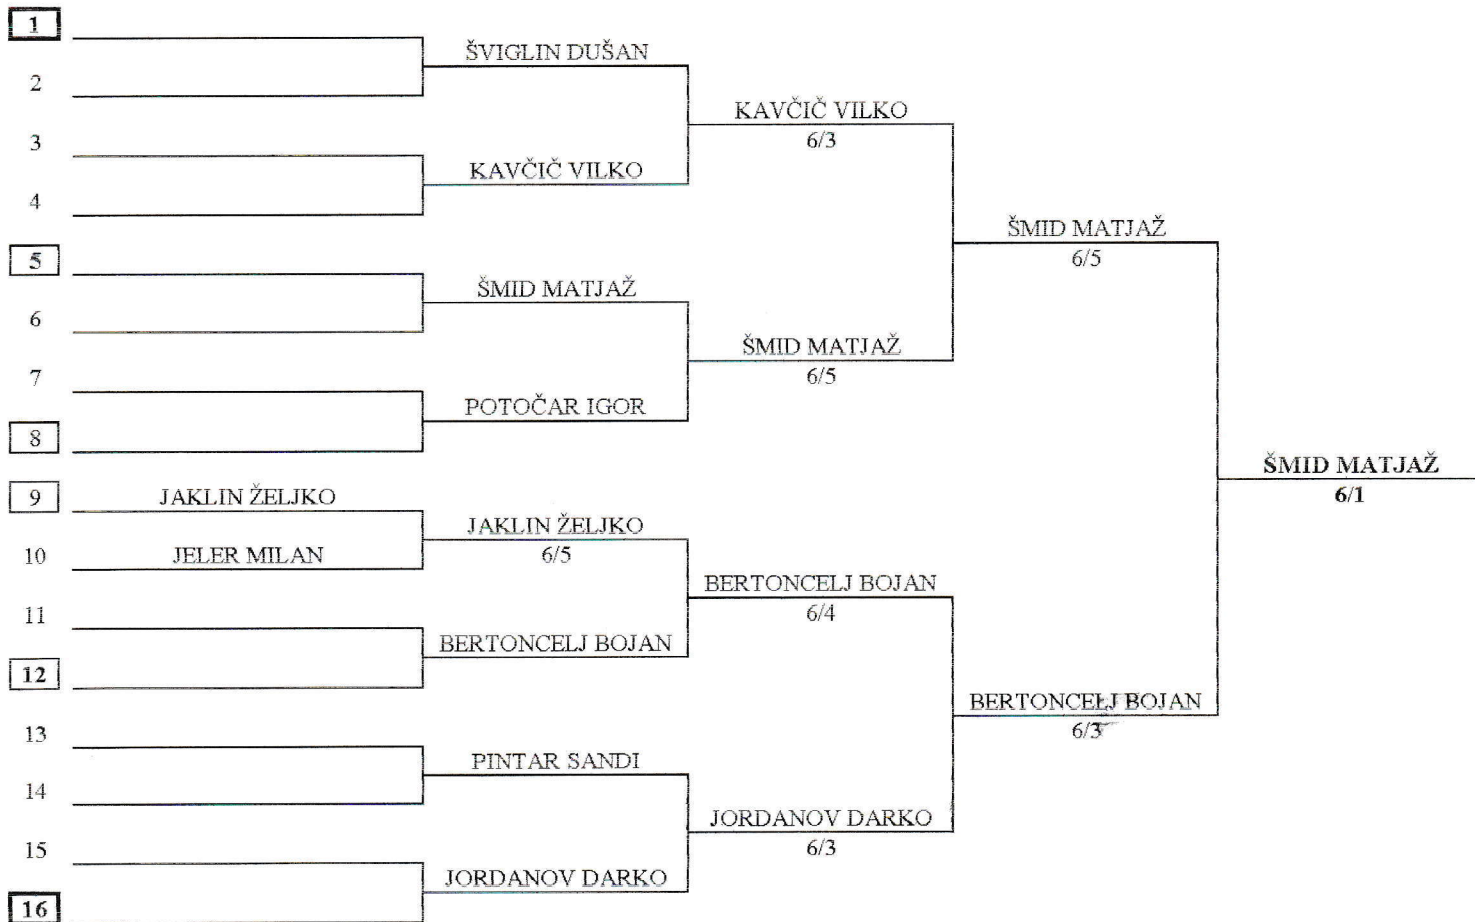 1
ŠVIGLIN DUŠAN
2
KAVČIČ VILKO
6/3
3
KAVČIČ VILKO
4
ŠMID MATJAŽ
6/5
5
ŠMID MATJAŽ
6
ŠMID MATJAŽ
6/5
7
POTOČAR IGOR
8
ŠMID MATJAŽ
6/1
9
JAKLIN ŽELJKO
JAKLIN ŽELJKO
6/5
10
JELER MILAN
BERTONCELJ BOJAN
6/4
11
BERTONCELJ BOJAN
12
BERTONCELJ BOJAN
6/3
13
PINTAR SANDI
14
JORDANOV DARKO
6/3
15
JORDANOV DARKO
16